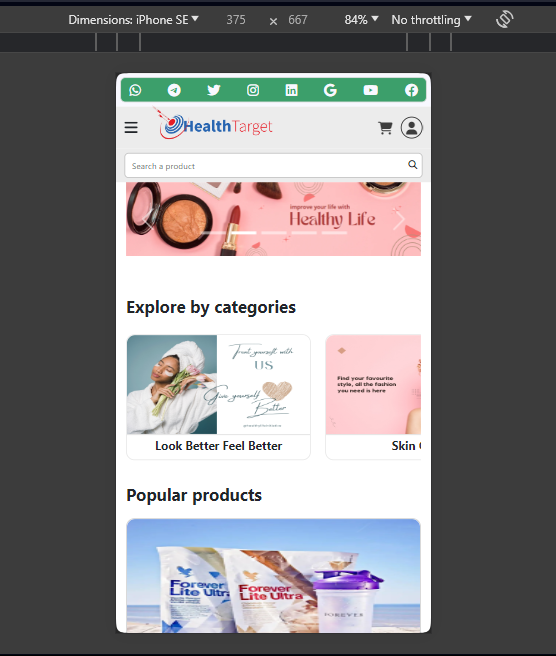 Dimensions: iPhone SE 375 × 667 84% No throttling
HealthTarget
Search a product
improve your life with
Healthy Life
Explore by categories
Treat yourself with
US
Give yourself
Better
Find your favourite
style, all the fashion
you need is here
Look Better Feel Better
Skin
Popular products
Forever
Lite Ultra
Forever
Lite Ultra
FOREVER